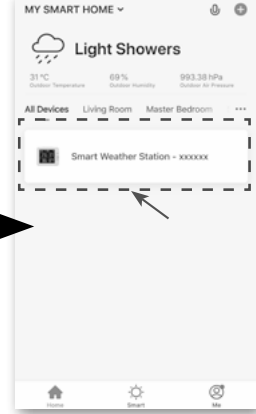 MY SMART HOME
Light Showers
31 °C 69% 993.38 hPa
Outdoor Temperature Outdoor Humidity Outdoor Air Pressure
All Devices Living Room Master Bedroom ...
Smart Weather Station - xxxxxx
Home Smart Me